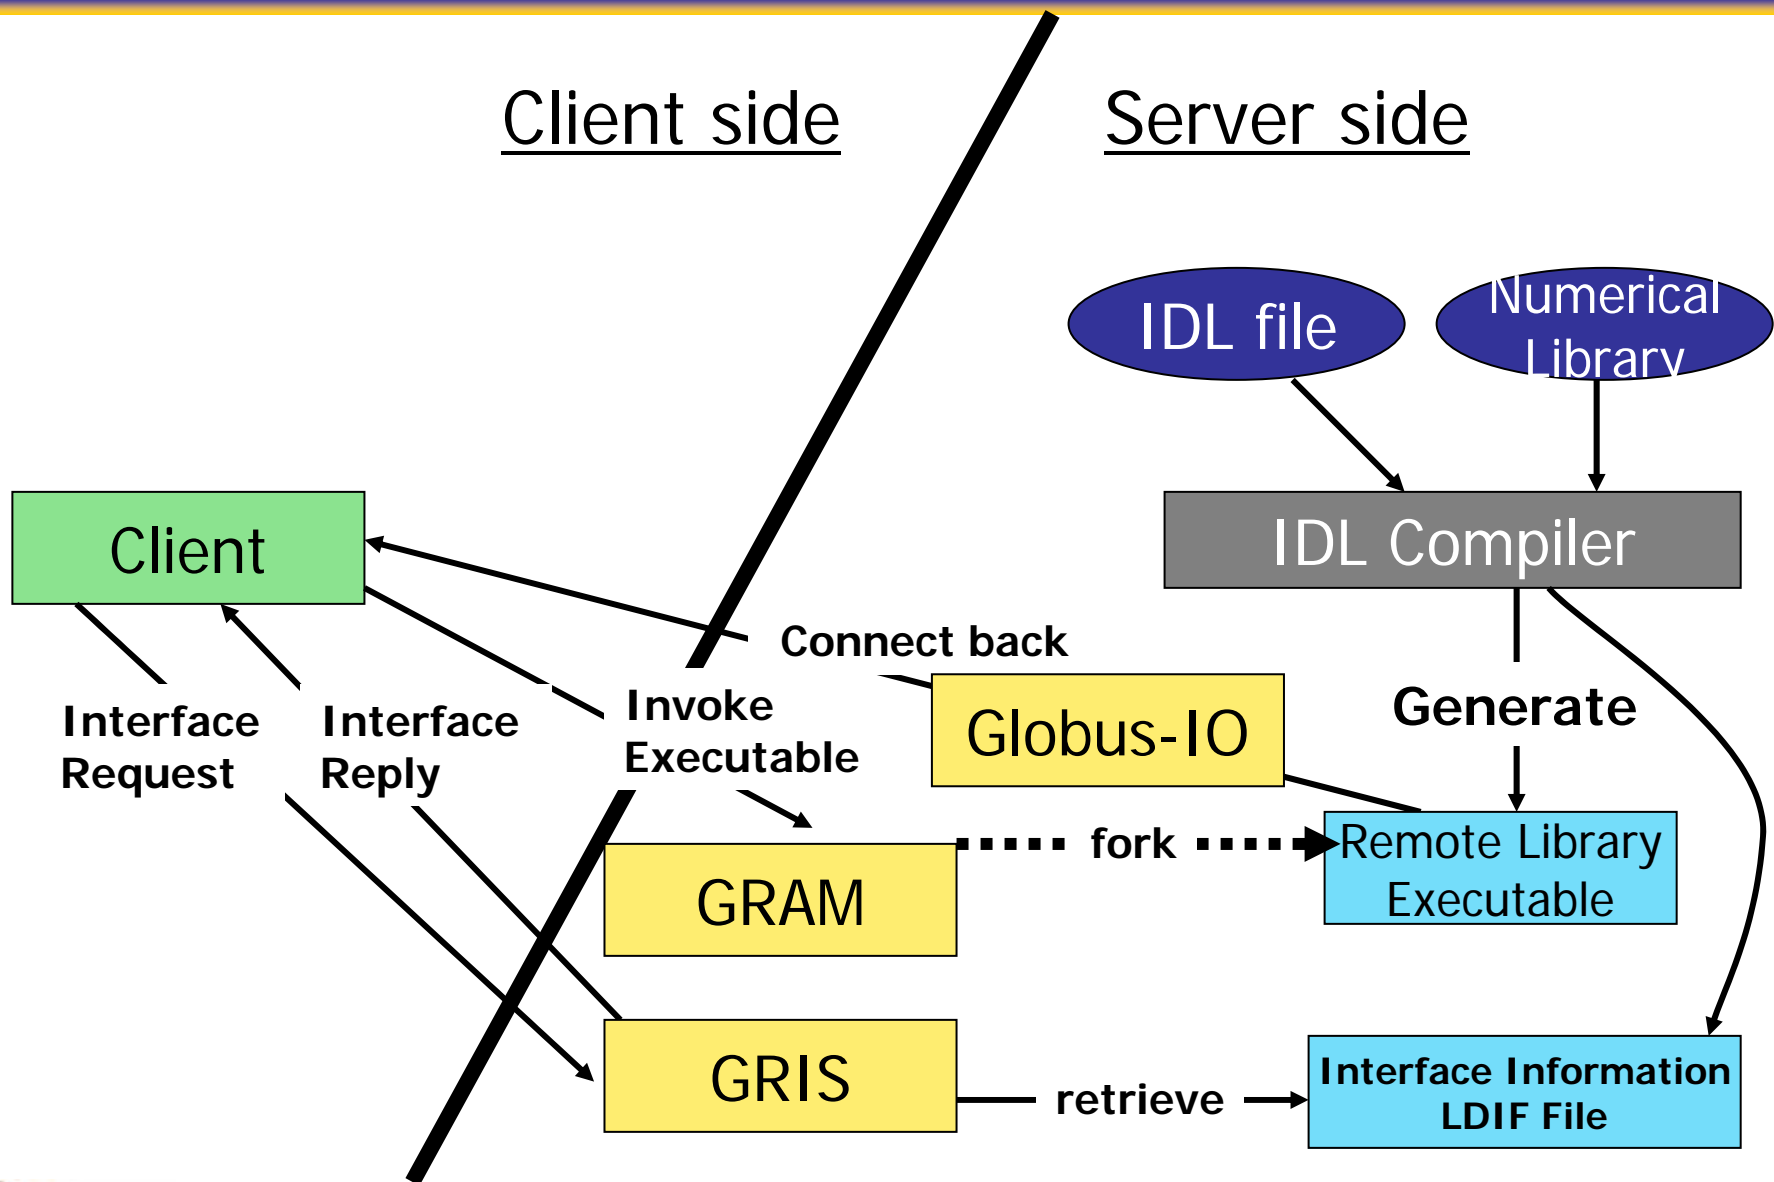 Client side
Server side
IDL file
Numerical
Library
Client
IDL Compiler
Connect back
Interface
Request
Interface
Reply
Invoke
Executable
Globus-IO
Generate
GRAM
fork
Remote Library
Executable
GRIS
retrieve
Interface Information
LDIF File